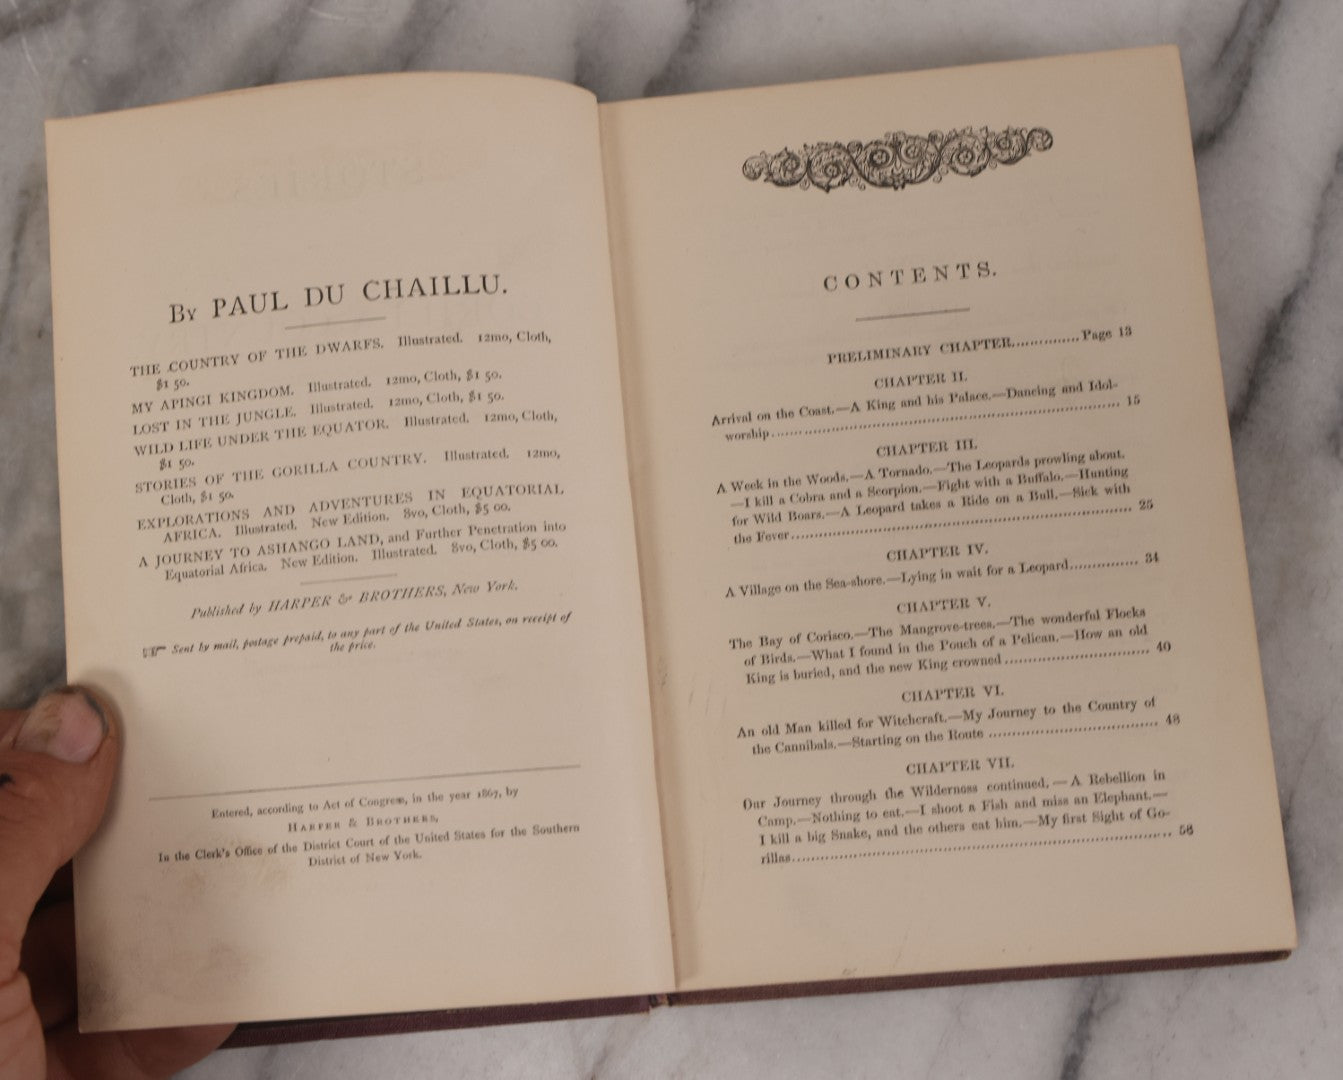 By PAUL DU CHAILLU.
THE COUNTRY OF THE DWARFS. Illustrated. 12mo, Cloth,
$1 50.
MY APINGI KINGDOM. Illustrated. 12mo, Cloth, $1 50.
LOST IN THE JUNGLE. Illustrated. 12mo, Cloth, $1 50.
WILD LIFE UNDER THE EQUATOR. Illustrated. 12mo, Cloth,
$1 50.
STORIES OF THE GORILLA COUNTRY. Illustrated. 12mo,
Cloth, $1 50.
EXPLORATIONS AND ADVENTURES IN EQUATORIAL
AFRICA. Illustrated. New Edition. 8vo, Cloth, $5 00.
A JOURNEY TO ASHANGO LAND, and Further Penetration into
Equatorial Africa. New Edition. Illustrated. 8vo, Cloth, $5 00.
Published by HARPER & BROTHERS, New York.
☞ Sent by mail, postage prepaid, to any part of the United States, on receipt of
the price.
Entered, according to Act of Congress, in the year 1867, by
HARPER & BROTHERS,
In the Clerk's Office of the District Court of the United States for the Southern
District of New York.
CONTENTS.
PRELIMINARY CHAPTER..............Page 13
CHAPTER II.
Arrival on the Coast.—A King and his Palace.—Dancing and Idol-
worship.......................................................... 15
CHAPTER III.
A Week in the Woods.—A Tornado.—The Leopards prowling about.
—I kill a Cobra and a Scorpion.—Fight with a Buffalo.—Hunting
for Wild Boars.—A Leopard takes a Ride on a Bull.—Sick with
the Fever......................................................... 25
CHAPTER IV.
A Village on the Sea-shore.—Lying in wait for a Leopard.............. 34
CHAPTER V.
The Bay of Corisco.—The Mangrove-trees.—The wonderful Flocks
of Birds.—What I found in the Pouch of a Pelican.—How an old
King is buried, and the new King crowned ........................ 40
CHAPTER VI.
An old Man killed for Witchcraft.—My Journey to the Country of
the Cannibals.—Starting on the Route ............................ 48
CHAPTER VII.
Our Journey through the Wilderness continued.—A Rebellion in
Camp.—Nothing to eat.—I shoot a Fish and miss an Elephant.—
I kill a big Snake, and the others eat him.—My first Sight of Go-
rillas............................................................ 58